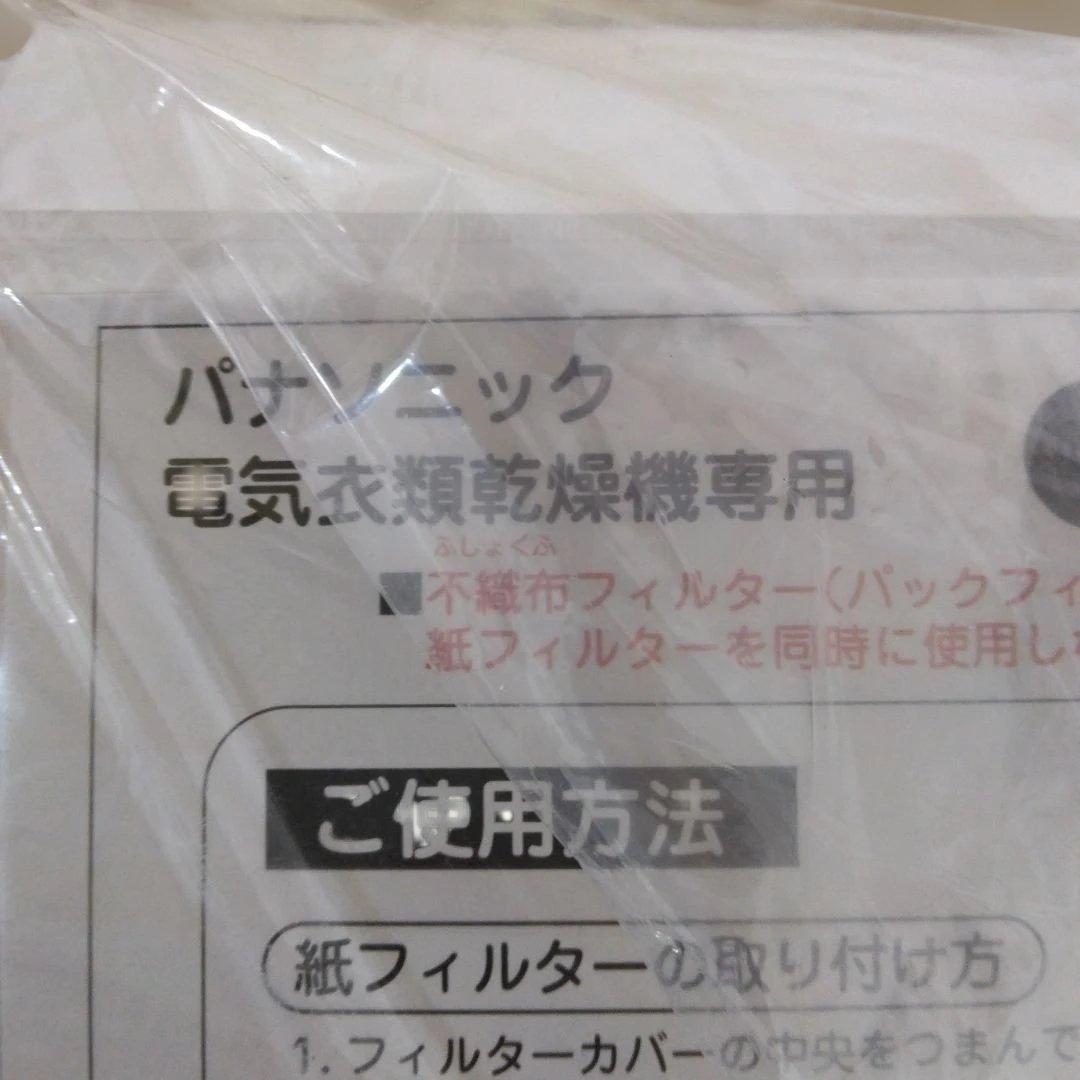 パナソニック
電気衣類乾燥機専用
ふしょくふ
■不織布フィルター(パックフィ
紙フィルターを同時に使用し
ご使用方法
紙フィルターの取り付け方
1.フィルターカバーの中央をつまんで